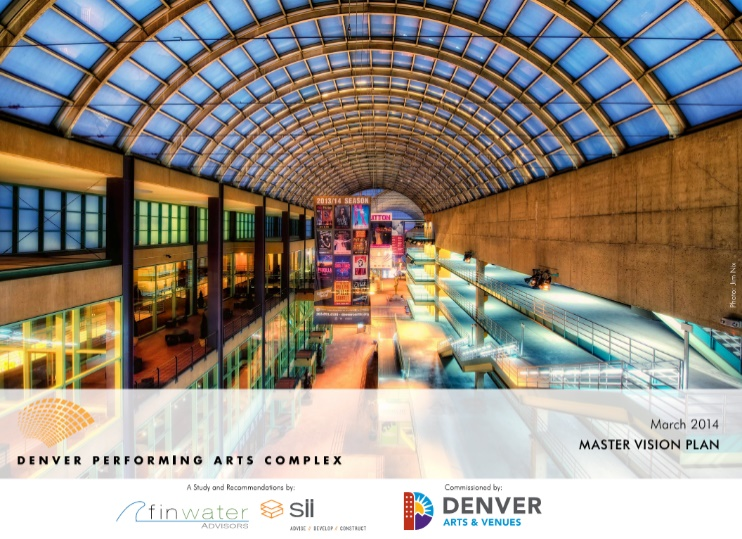 2013/14 SEASON
Photo: Jim Nix
March 2014
MASTER VISION PLAN
DENVER PERFORMING ARTS COMPLEX
A Study and Recommendations by:
Commissioned by:
finwater
ADVISORS
sii
ADVISE // DEVELOP // CONSTRUCT
DENVER
ARTS & VENUES